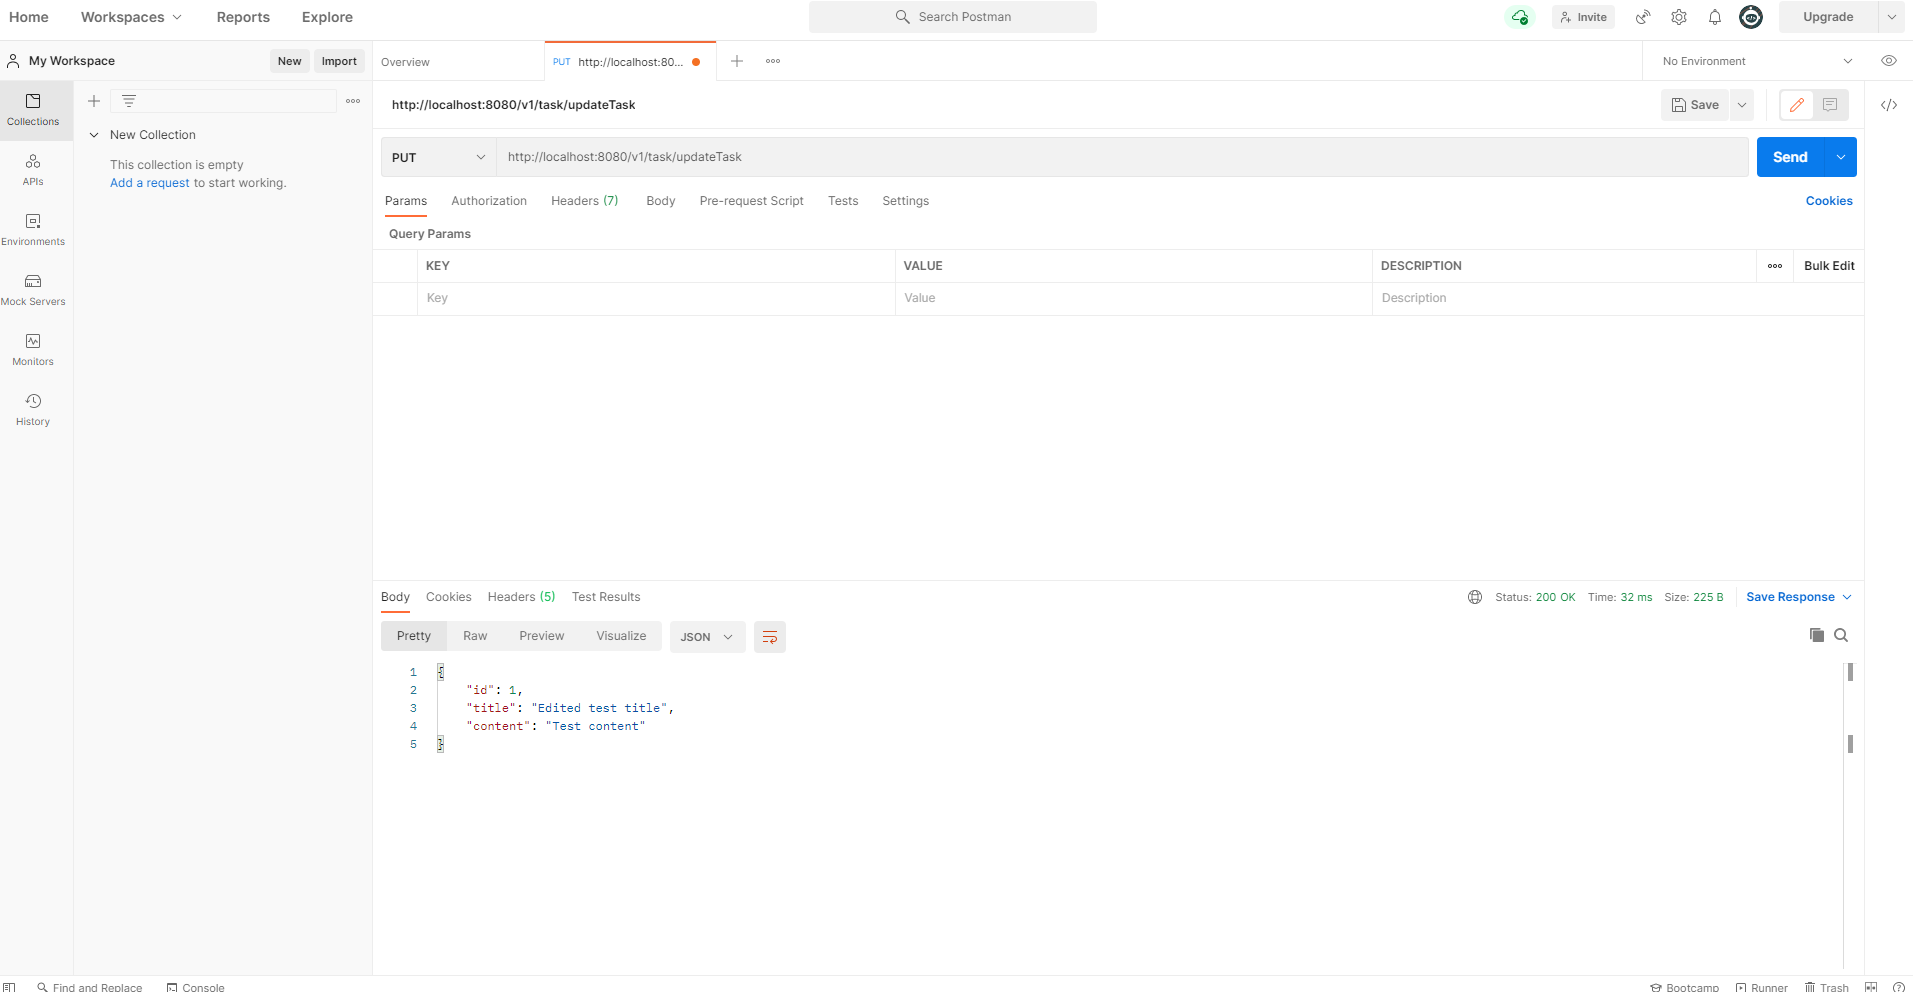 Home Workspaces Reports Explore Search Postman Invite Upgrade
My Workspace New Import Overview PUT http://localhost:80... No Environment
http://localhost:8080/v1/task/updateTask Save
Collections
New Collection
This collection is empty
Add a request to start working.
APIs
Environments
Mock Servers
Monitors
History
PUT http://localhost:8080/v1/task/updateTask Send
Params Authorization Headers (7) Body Pre-request Script Tests Settings Cookies
Query Params
KEY VALUE DESCRIPTION Bulk Edit
Key Value Description
Body Cookies Headers (5) Test Results Status: 200 OK Time: 32 ms Size: 225 B Save Response
Pretty Raw Preview Visualize JSON
1 {
2 "id": 1,
3 "title": "Edited test title",
4 "content": "Test content"
5 }
Find and Replace Console Bootcamp Runner Trash